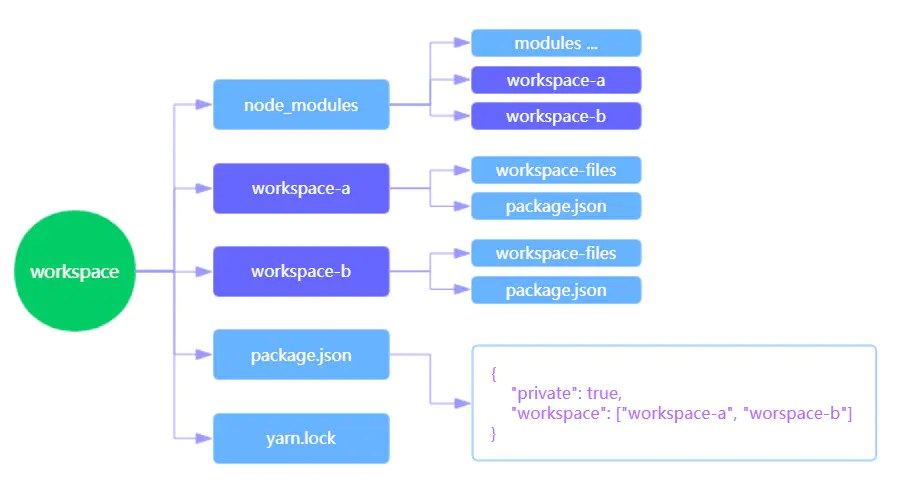 workspace
node_modules
modules ...
workspace-a
workspace-b
workspace-a
workspace-files
package.json
workspace-b
workspace-files
package.json
package.json
{
"private": true,
"workspace": ["workspace-a", "worspace-b"]
}
yarn.lock